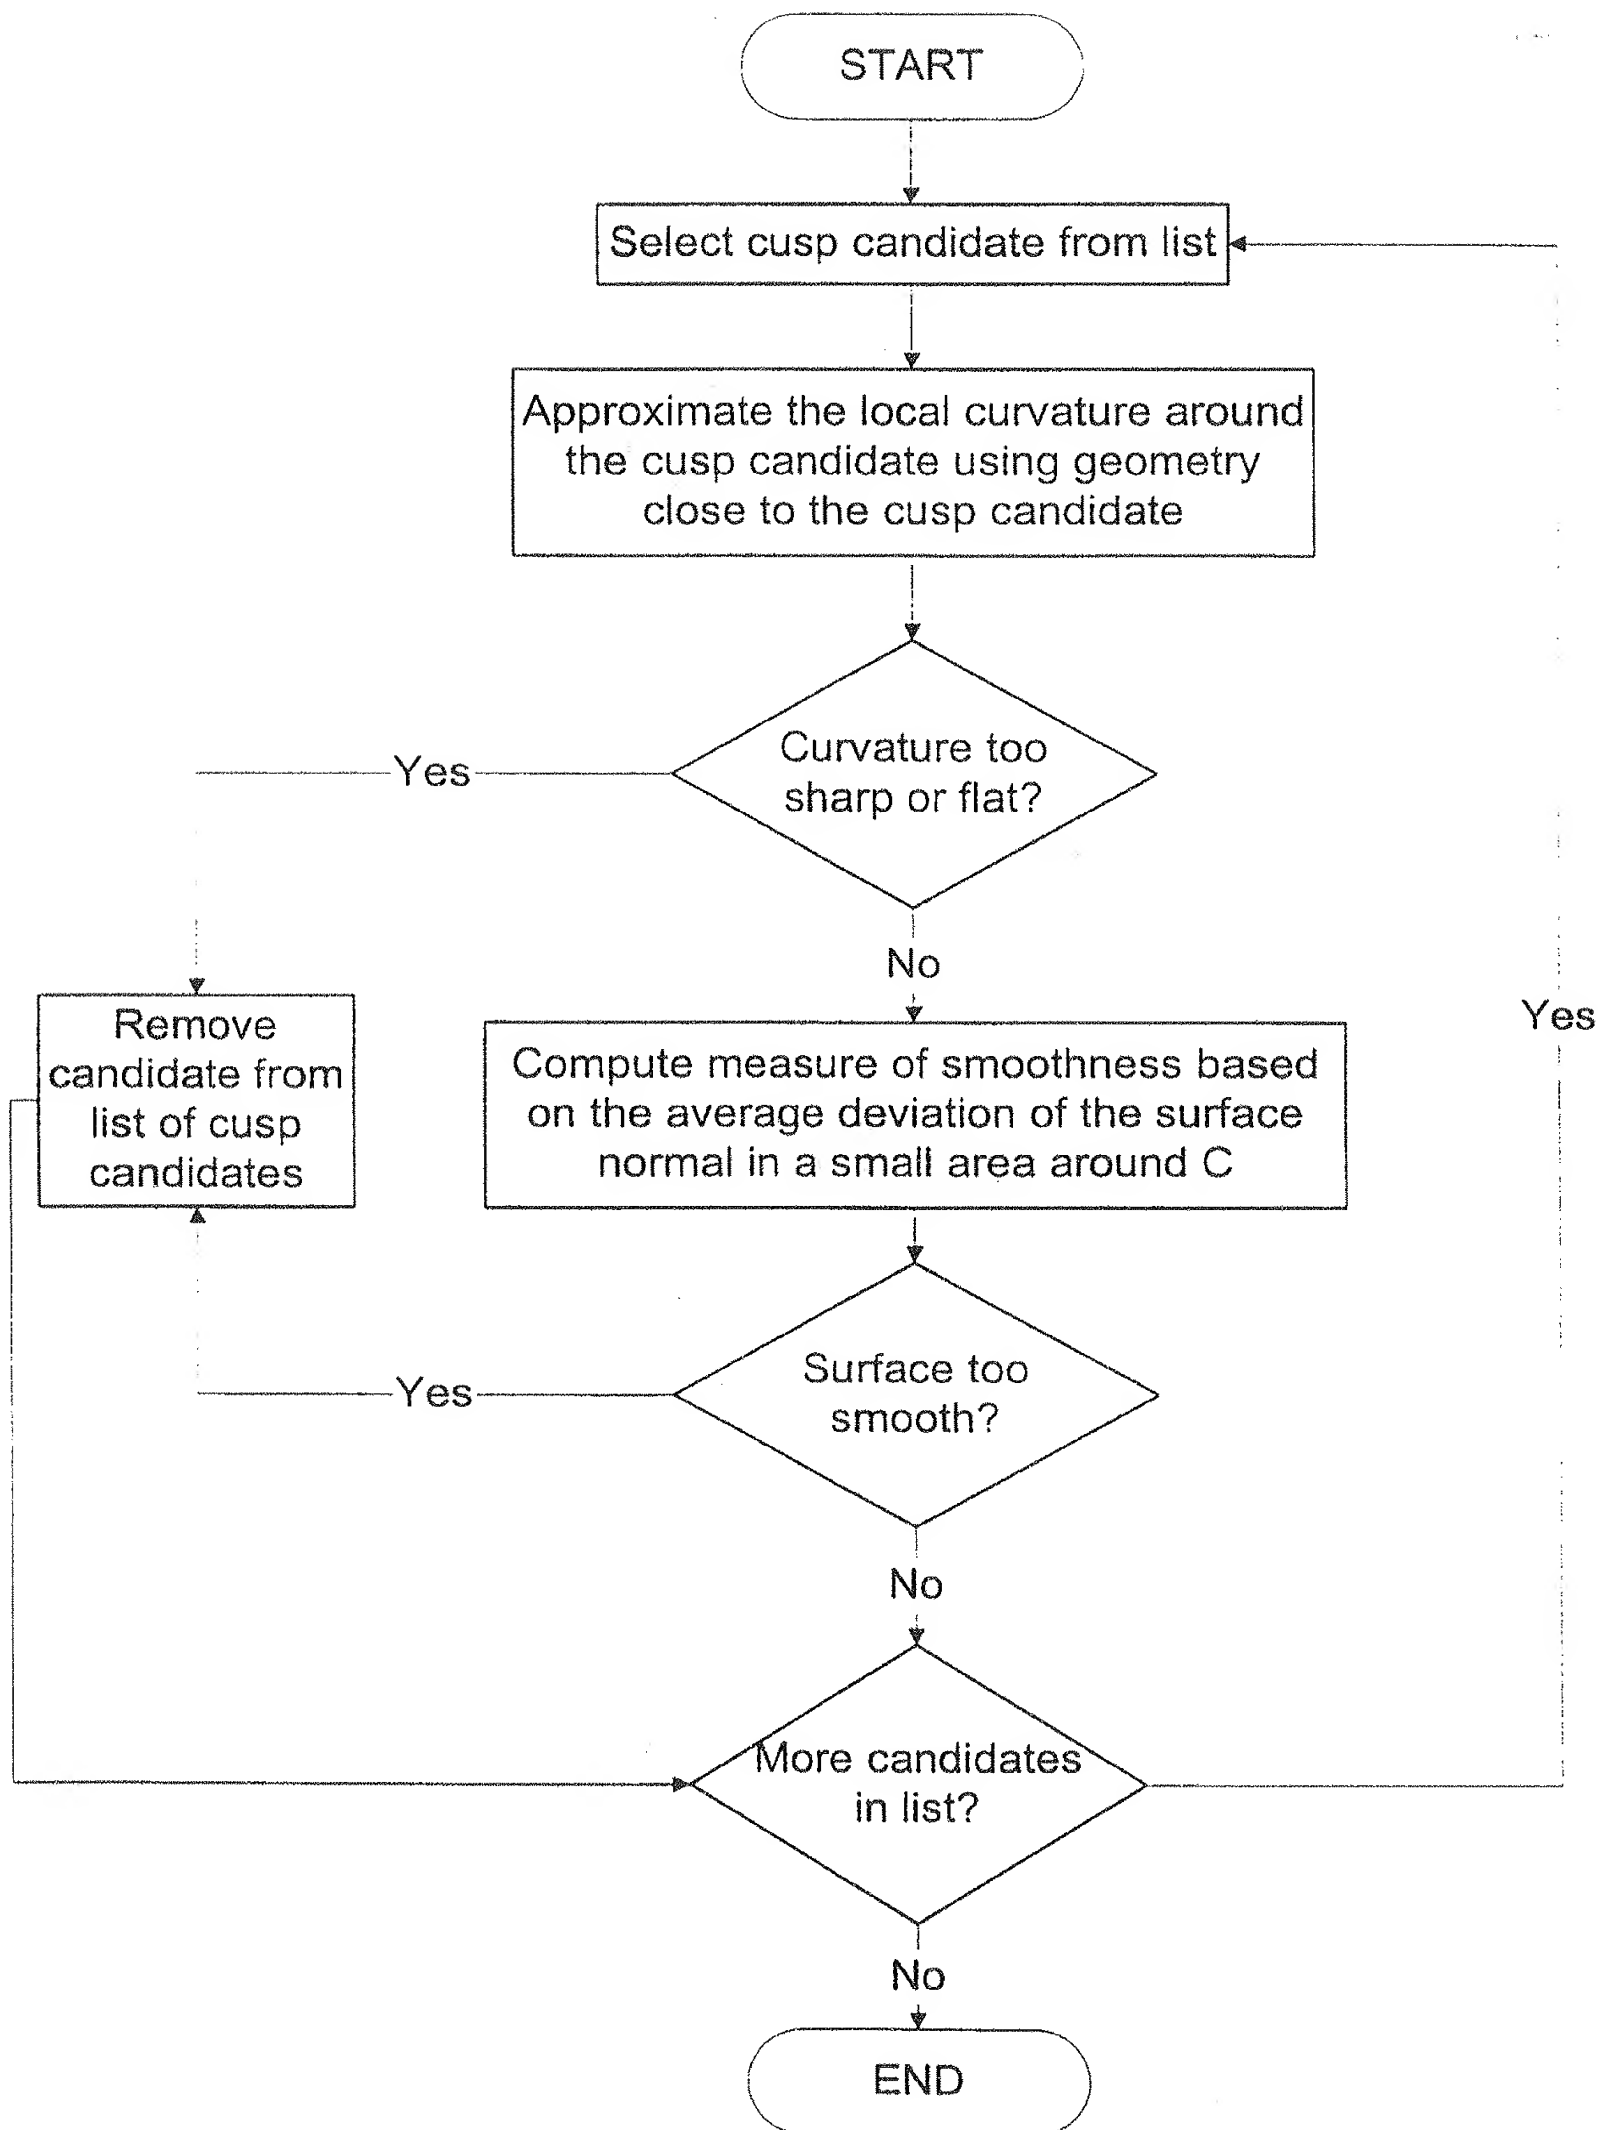 START
Select cusp candidate from list
Approximate the local curvature around
the cusp candidate using geometry
close to the cusp candidate
Curvature too
sharp or flat?
Yes
No
Remove
candidate from
list of cusp
candidates
Compute measure of smoothness based
on the average deviation of the surface
normal in a small area around C
Yes
Surface too
smooth?
Yes
No
More candidates
in list?
No
END